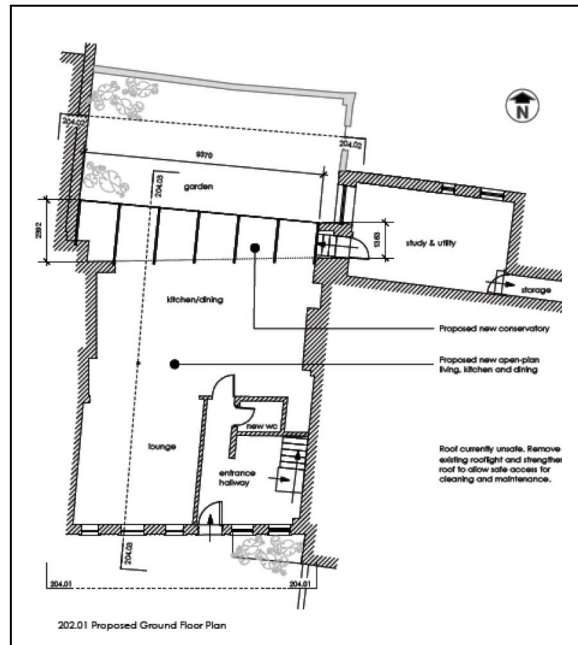 N
204.02
9370
204.02
204.03
garden
2392
1363
study & utility
storage
kitchen/dining
Proposed new conservatory
Proposed new open-plan
living, kitchen and dining
new wc
lounge
entrance
hallway
Roof currently unsafe. Remove
existing rooflight and strengthen
roof to allow safe access for
cleaning and maintenance.
204.03
204.01
204.01
202.01 Proposed Ground Floor Plan